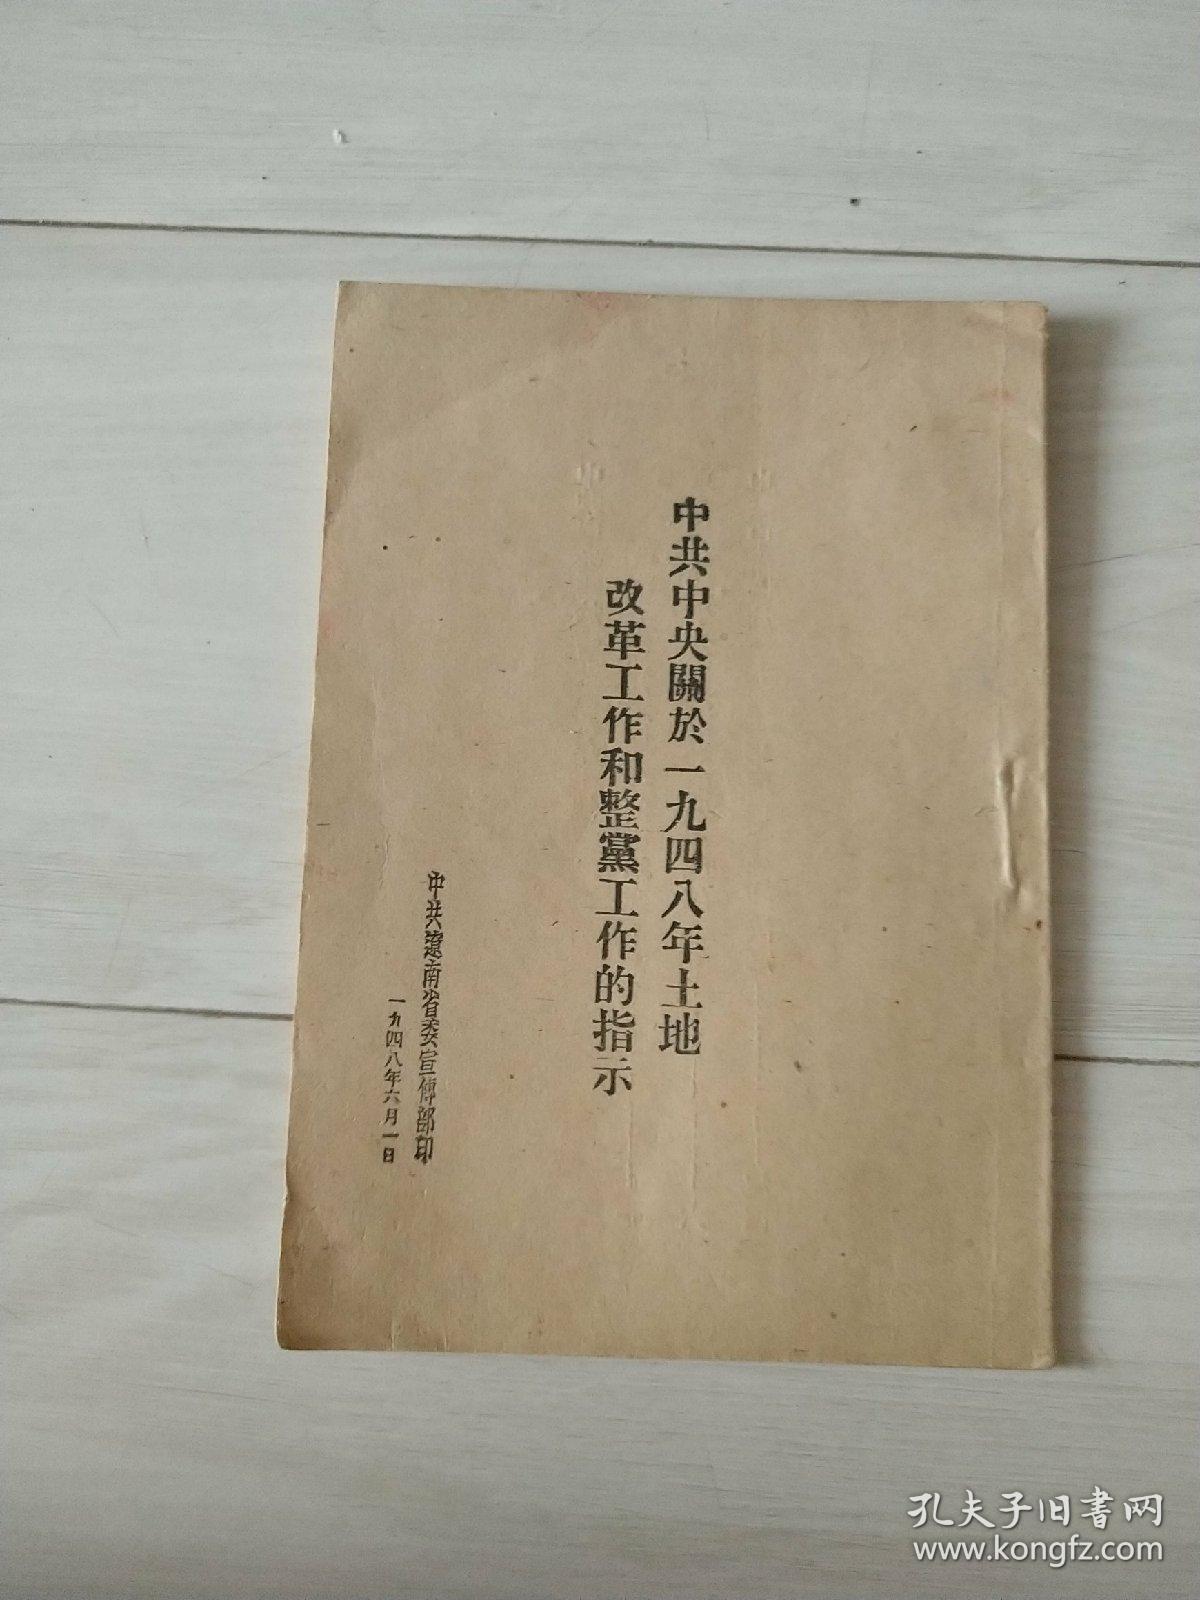 中共中央關於一九四八年土地
改革工作和整黨工作的指示
中共遼南省委宣傳部印
一九四八年六月一日
孔夫子旧书网
www.kongfz.com